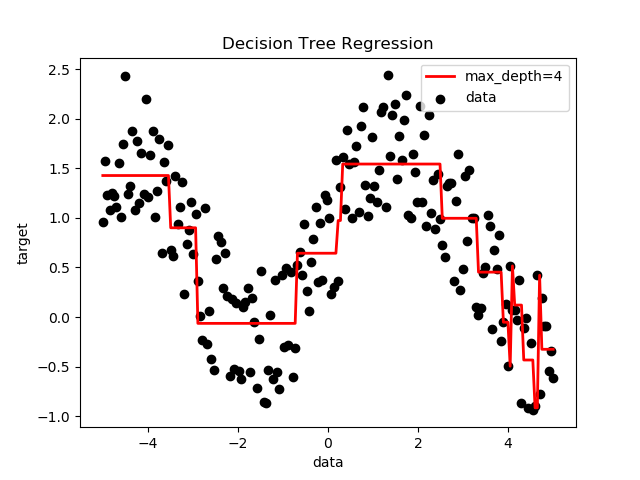 Decision Tree Regression
max_depth=4
data
2.5
2.0
1.5
1.0
0.5
0.0
−0.5
−1.0
target
−4 −2 0 2 4
data